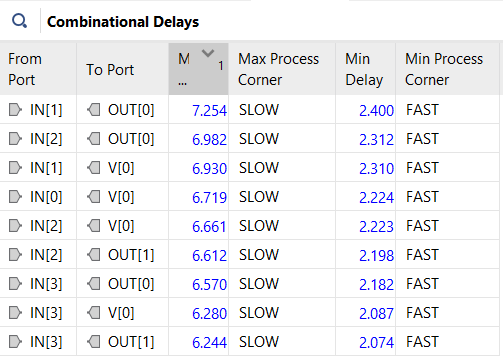 Combinational Delays
From Port To Port M ... 1 Max Process Corner Min Delay Min Process Corner
IN[1] OUT[0] 7.254 SLOW 2.400 FAST
IN[2] OUT[0] 6.982 SLOW 2.312 FAST
IN[1] V[0] 6.930 SLOW 2.310 FAST
IN[0] V[0] 6.719 SLOW 2.224 FAST
IN[2] V[0] 6.661 SLOW 2.223 FAST
IN[2] OUT[1] 6.612 SLOW 2.198 FAST
IN[3] OUT[0] 6.570 SLOW 2.182 FAST
IN[3] V[0] 6.280 SLOW 2.087 FAST
IN[3] OUT[1] 6.244 SLOW 2.074 FAST